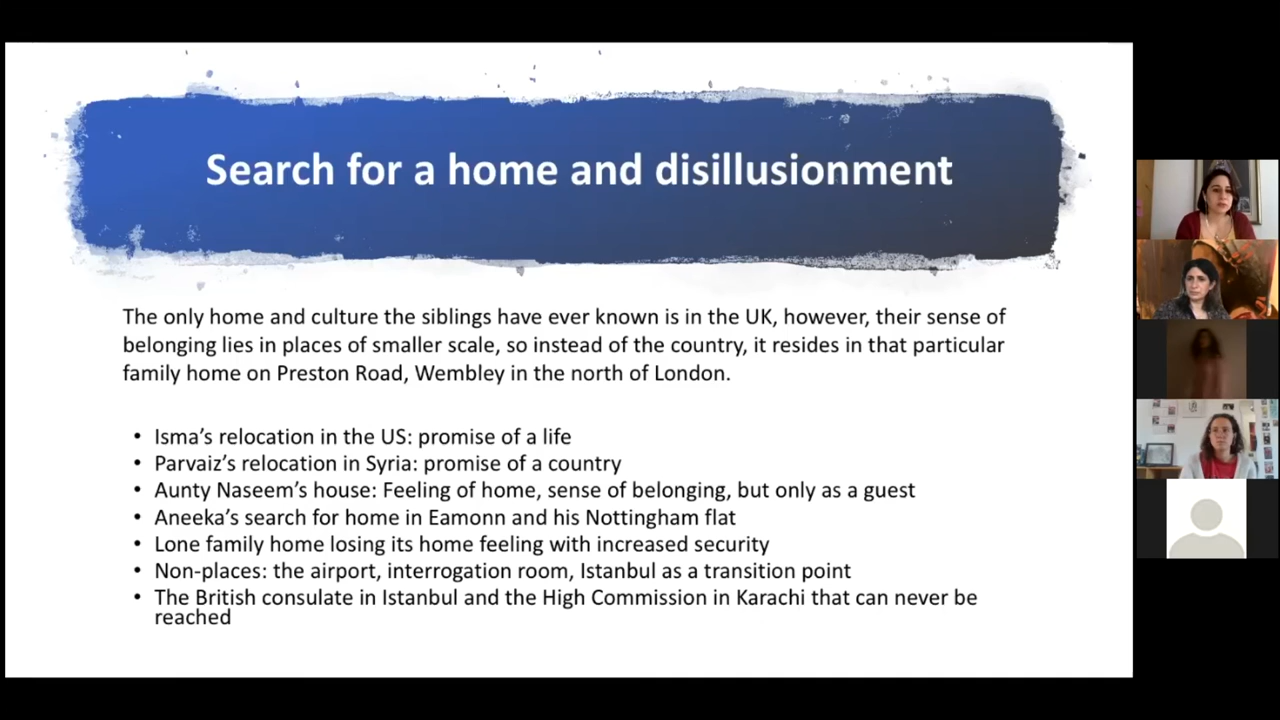 Search for a home and disillusionment
The only home and culture the siblings have ever known is in the UK, however, their sense of
belonging lies in places of smaller scale, so instead of the country, it resides in that particular
family home on Preston Road, Wembley in the north of London.
• Isma’s relocation in the US: promise of a life
• Parvaiz’s relocation in Syria: promise of a country
• Aunty Naseem’s house: Feeling of home, sense of belonging, but only as a guest
• Aneeka’s search for home in Eamonn and his Nottingham flat
• Lone family home losing its home feeling with increased security
• Non-places: the airport, interrogation room, Istanbul as a transition point
• The British consulate in Istanbul and the High Commission in Karachi that can never be
reached